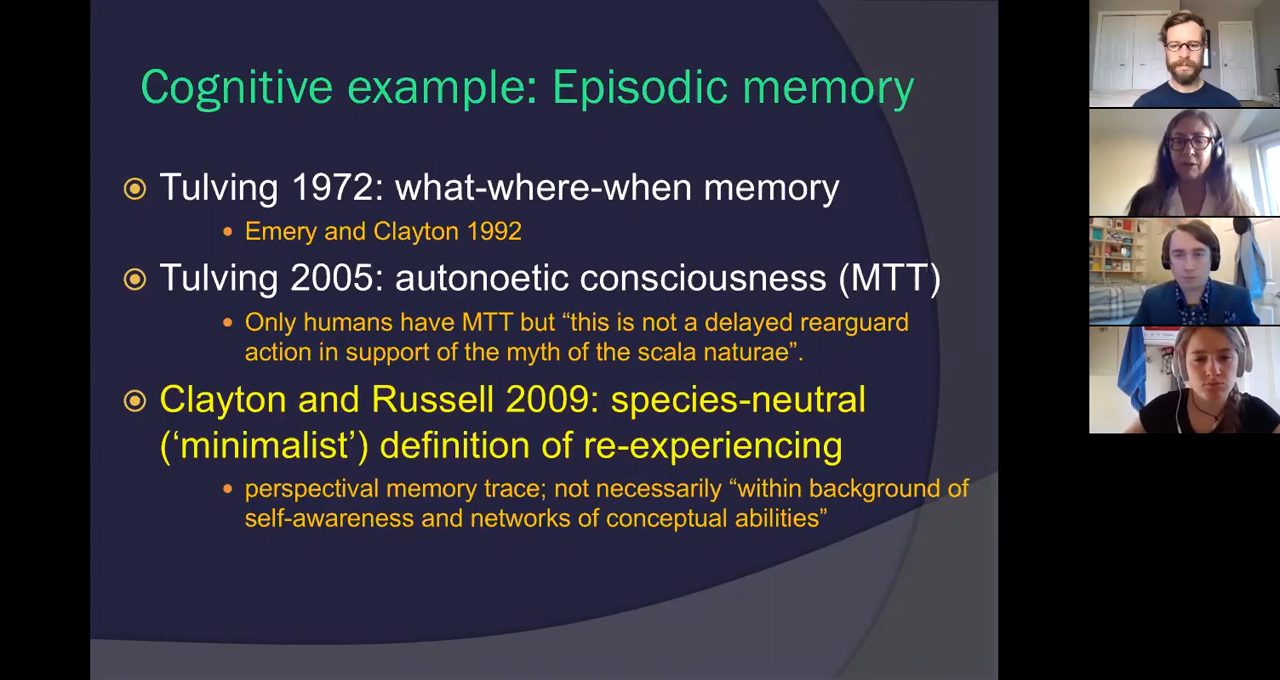 Cognitive example: Episodic memory
Tulving 1972: what-where-when memory
Emery and Clayton 1992
Tulving 2005: autonoetic consciousness (MTT)
Only humans have MTT but “this is not a delayed rearguard
action in support of the myth of the scala naturae”.
Clayton and Russell 2009: species-neutral
(‘minimalist’) definition of re-experiencing
perspectival memory trace; not necessarily “within background of
self-awareness and networks of conceptual abilities”